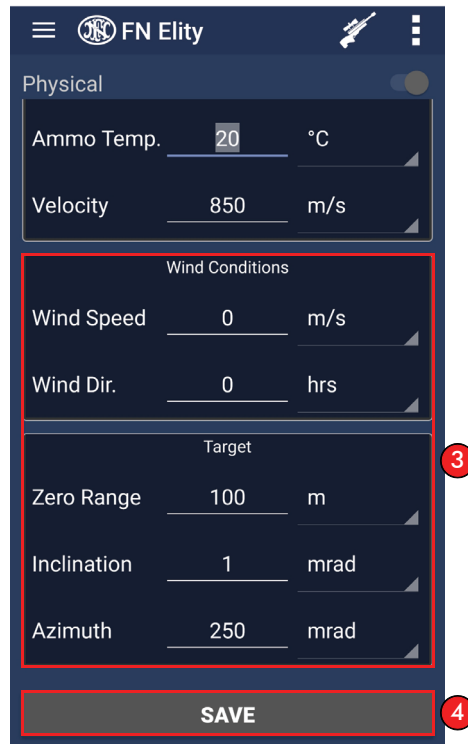 FN Elity
Physical
Ammo Temp. 20 °C
Velocity 850 m/s
Wind Conditions
Wind Speed 0 m/s
Wind Dir. 0 hrs
Target
Zero Range 100 m
Inclination 1 mrad
Azimuth 250 mrad
3
SAVE
4